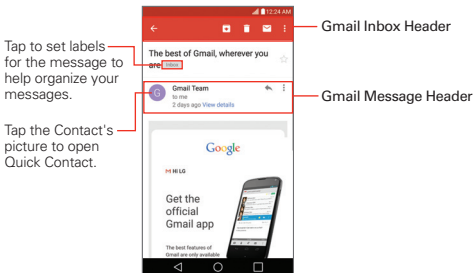 12:24 AM
Gmail Inbox Header
Tap to set labels
for the message to
help organize your
messages.
The best of Gmail, wherever you
are Inbox
G
Gmail Team
to me
2 days ago View details
Gmail Message Header
Tap the Contact's
picture to open
Quick Contact.
Google
M HI LG
Get the
official
Gmail app
The best features of
Gmail are only available